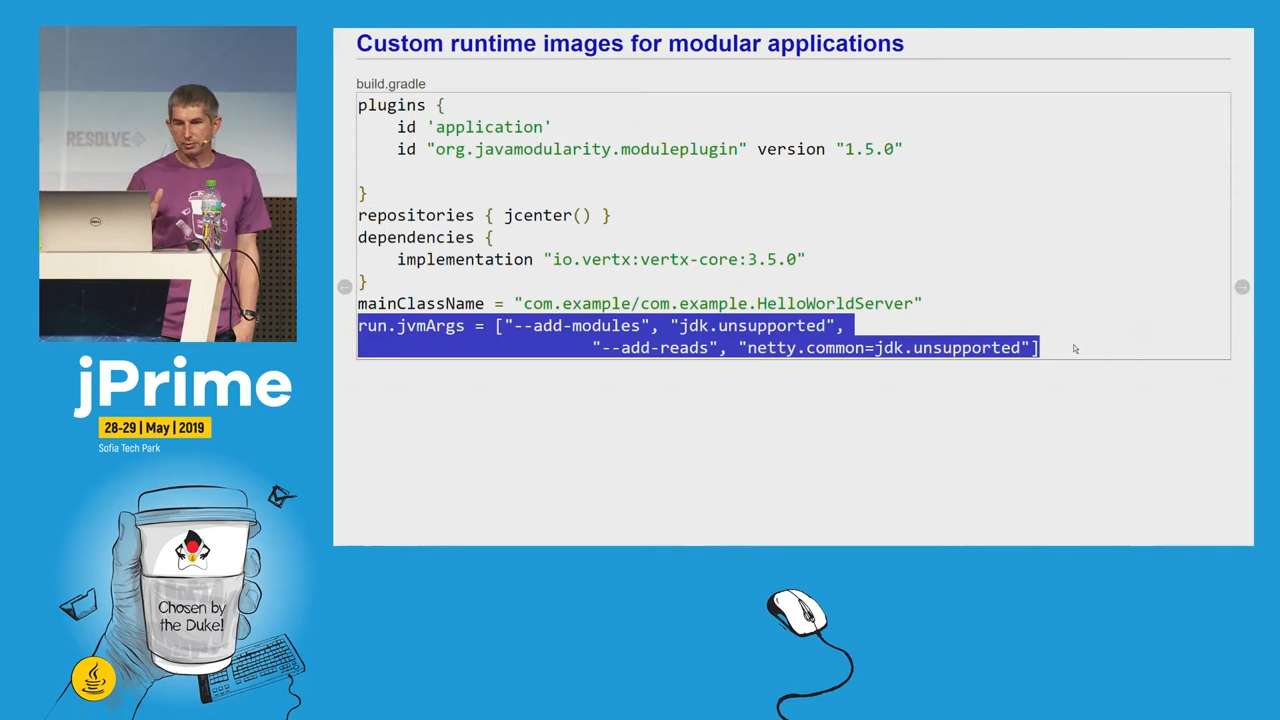 RESOLVE
DELL
jPrime
28-29 | May | 2019
Sofia Tech Park
Chosen by
the Duke!
Custom runtime images for modular applications
build.gradle
plugins {
id 'application'
id "org.javamodularity.moduleplugin" version "1.5.0"
}
repositories { jcenter() }
dependencies {
implementation "io.vertx:vertx-core:3.5.0"
}
mainClassName = "com.example/com.example.HelloWorldServer"
run.jvmArgs = ["--add-modules", "jdk.unsupported",
"--add-reads", "netty.common=jdk.unsupported"]